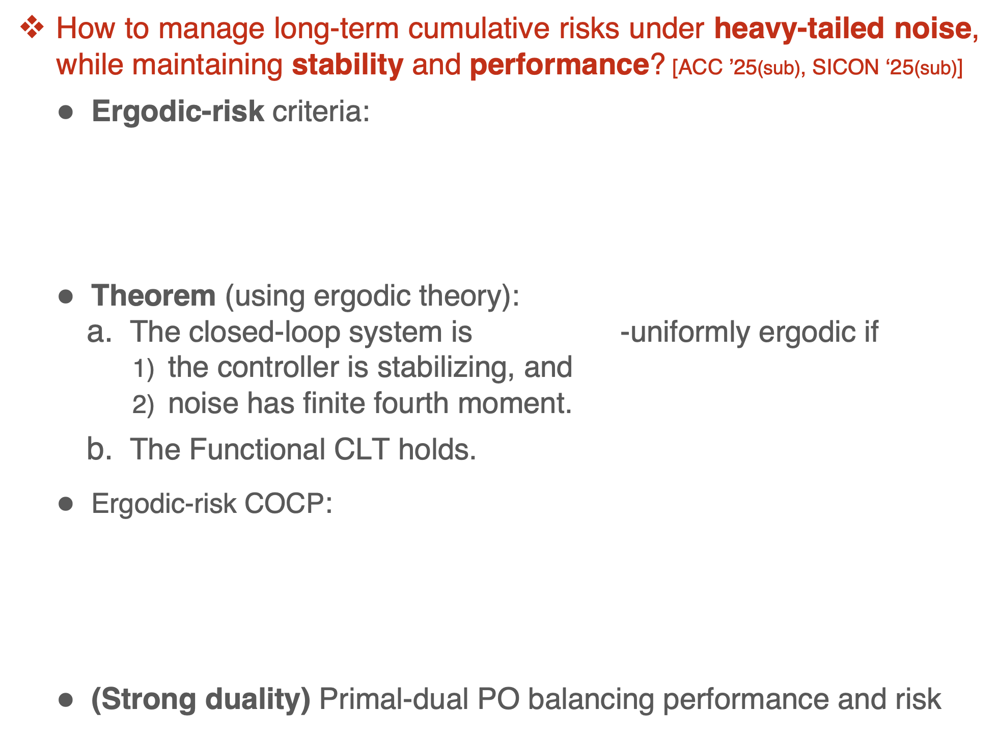 ❖ How to manage long-term cumulative risks under heavy-tailed noise,
while maintaining stability and performance? [ACC ’25(sub), SICON ‘25(sub)]
● Ergodic-risk criteria:
● Theorem (using ergodic theory):
a. The closed-loop system is -uniformly ergodic if
1) the controller is stabilizing, and
2) noise has finite fourth moment.
b. The Functional CLT holds.
● Ergodic-risk COCP:
● (Strong duality) Primal-dual PO balancing performance and risk